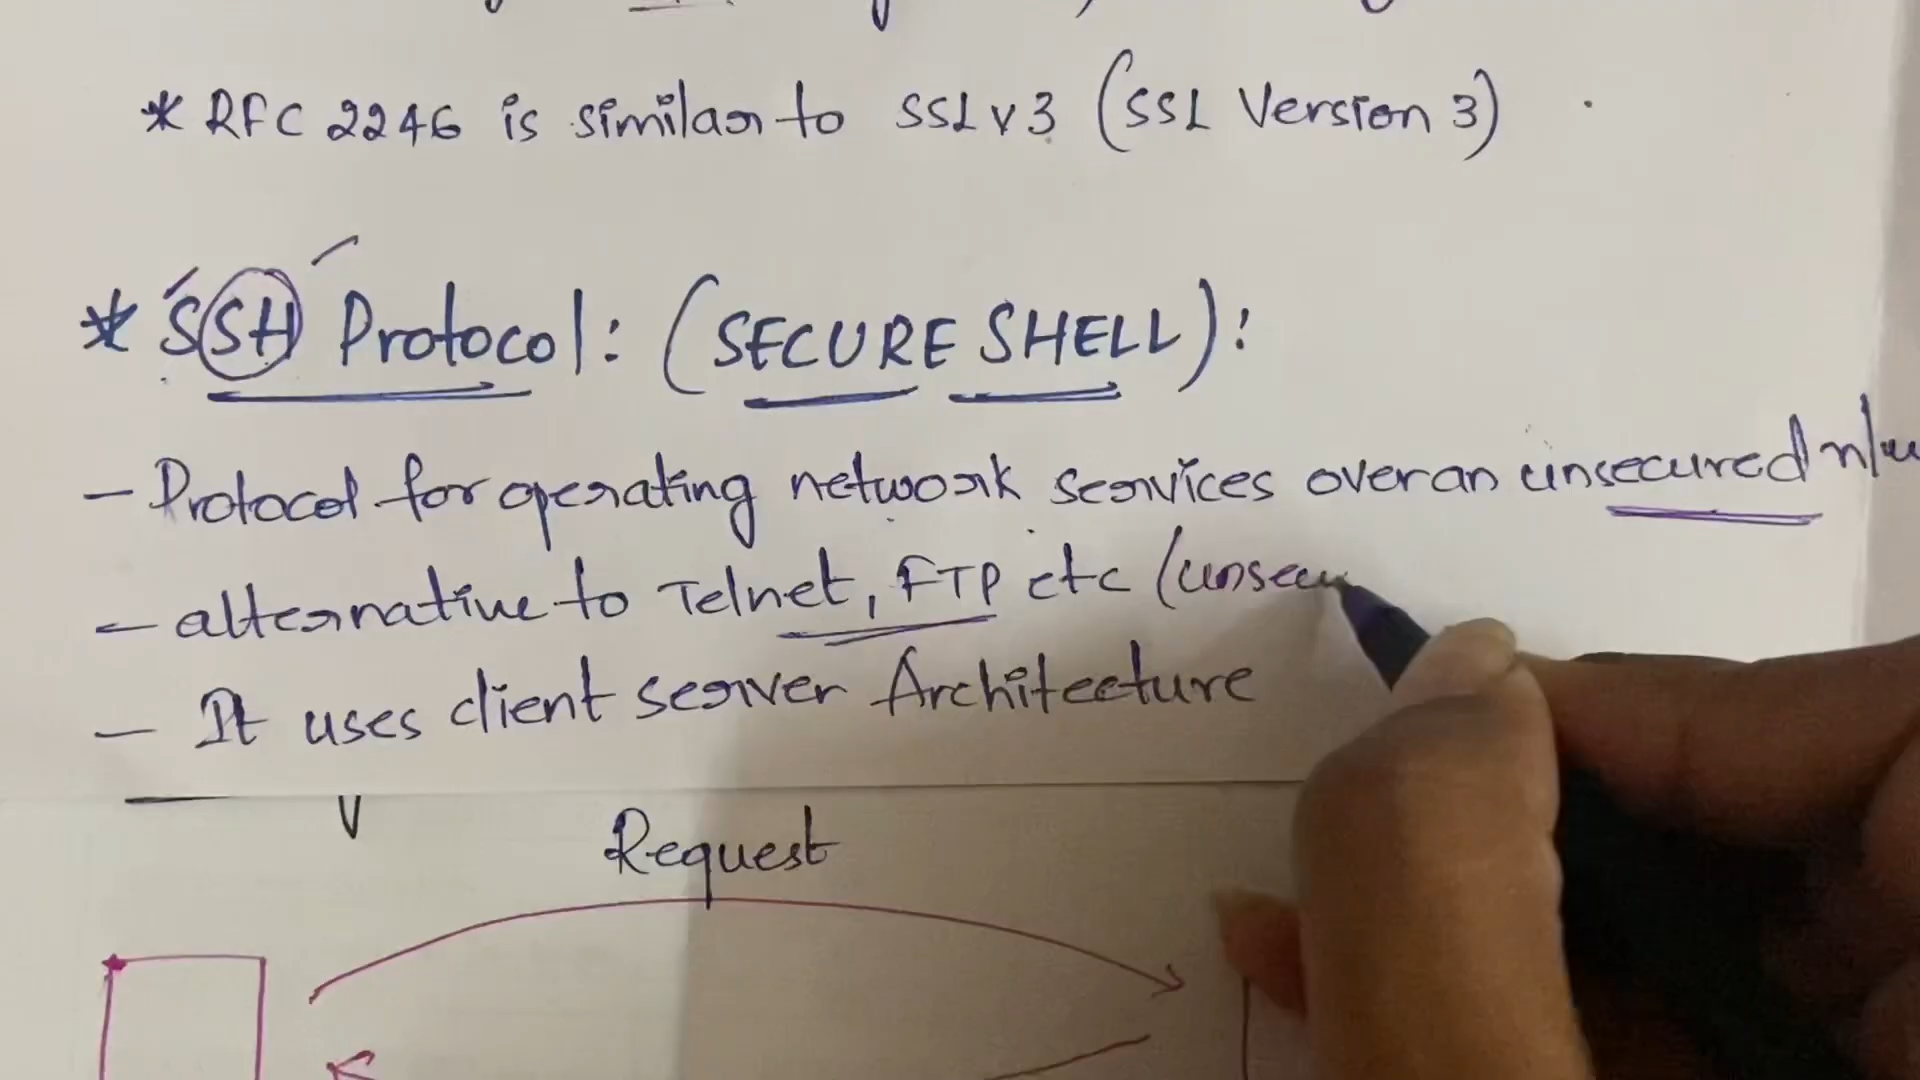 * RFC 2246 is similar to SSL v3 (SSL Version 3)
* SSH Protocol: (SECURE SHELL):
- Protocol for operating network services over an unsecured n/w
- alternative to Telnet, FTP etc (unsecu
- It uses client server Architecture
Request